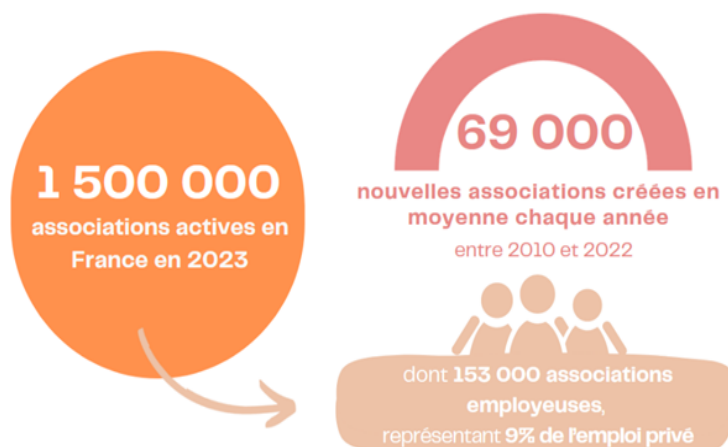 1 500 000
associations actives en
France en 2023
69 000
nouvelles associations créées en
moyenne chaque année
entre 2010 et 2022
dont 153 000 associations
employeuses,
représentant 9% de l'emploi privé